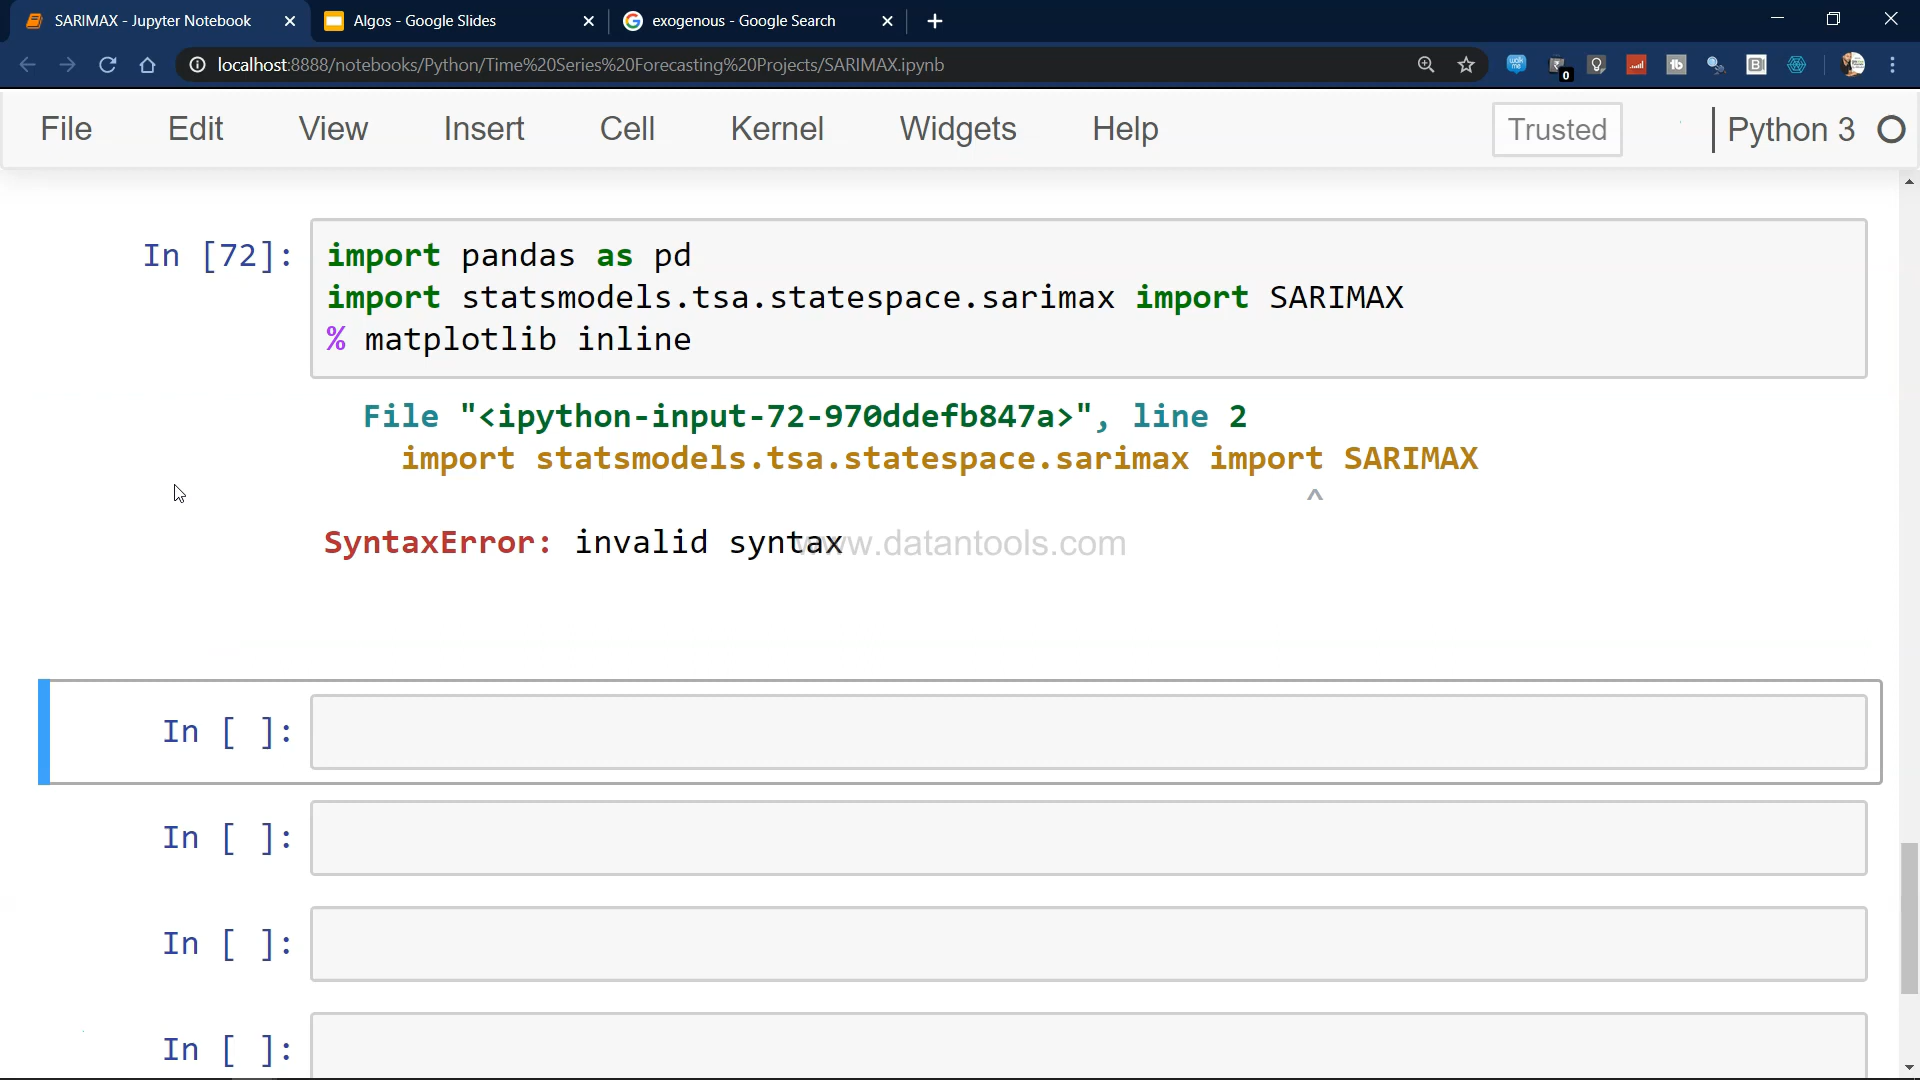 SARIMAX - Jupyter Notebook
Algos - Google Slides
exogenous - Google Search
localhost:8888/notebooks/Python/Time%20Series%20Forecasting%20Projects/SARIMAX.ipynb
0
File Edit View Insert Cell Kernel Widgets Help Trusted Python 3
In [72]: import pandas as pd
import statsmodels.tsa.statespace.sarimax import SARIMAX
% matplotlib inline
File "<ipython-input-72-970ddefb847a>", line 2
import statsmodels.tsa.statespace.sarimax import SARIMAX
^
SyntaxError: invalid syntax
www.datantools.com
In [ ]:
In [ ]:
In [ ]:
In [ ]: